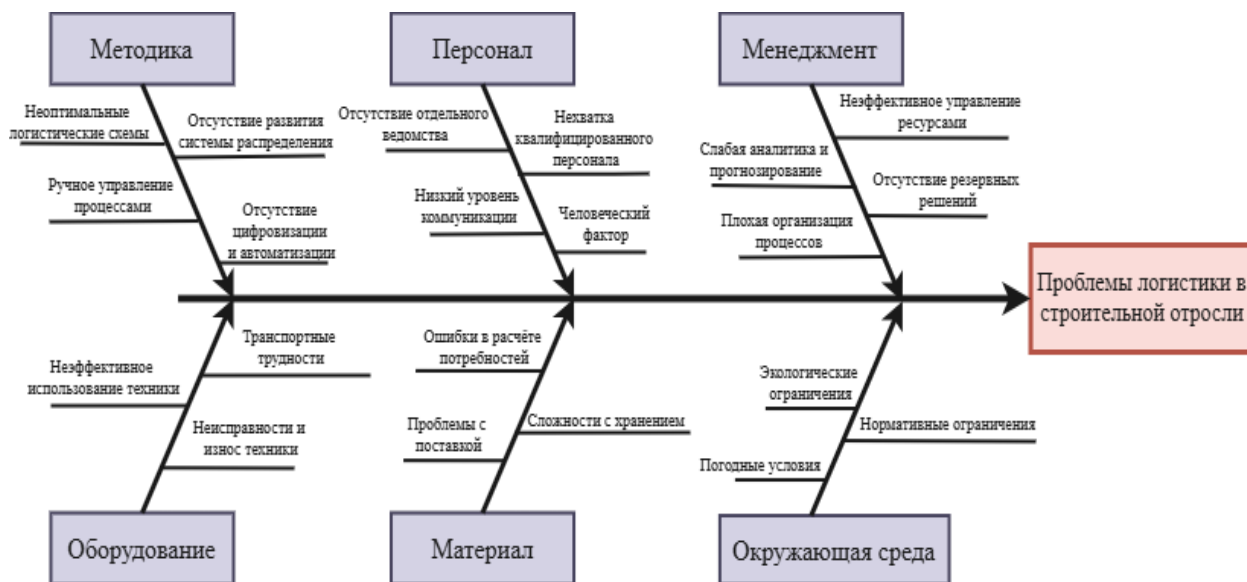 Методика
Персонал
Менеджмент
Неоптимальные
логистические схемы
Отсутствие развития
системы распределения
Ручное управление
процессами
Отсутствие
цифровизации
и автоматизации
Отсутствие отдельного
ведомства
Нехватка
квалифицированного
персонала
Низкий уровень
коммуникации
Человеческий
фактор
Неэффективное управление
ресурсами
Слабая аналитика и
прогнозирование
Отсутствие резервных
решений
Плохая организация
процессов
Проблемы логистики в
строительной отросли
Транспортные
трудности
Неэффективное
использование техники
Неисправности и
износ техники
Ошибки в расчёте
потребностей
Проблемы с
поставкой
Сложности с хранением
Экологические
ограничения
Нормативные ограничения
Погодные условия
Оборудование
Материал
Окружающая среда